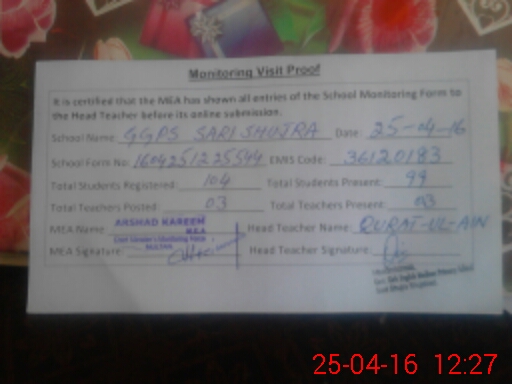 Monitoring Visit Proof
It is certified that the MEA has shown all entries of the School Monitoring Form to
the Head Teacher before its online submission.
School Name: GGPS SARI SHUJRA Date: 25-04-16
School Form No: 1604251225544 EMIS Code: 36120183
Total Students Registered: 104 Total Students Present: 99
Total Teachers Posted: 03 Total Teachers Present: 03
MEA Name: ARSHAD KAREEM Head Teacher Name: QURAT-UL-AIN
MEA
MEA Signature: Head Teacher Signature:
25-04-16 12:27